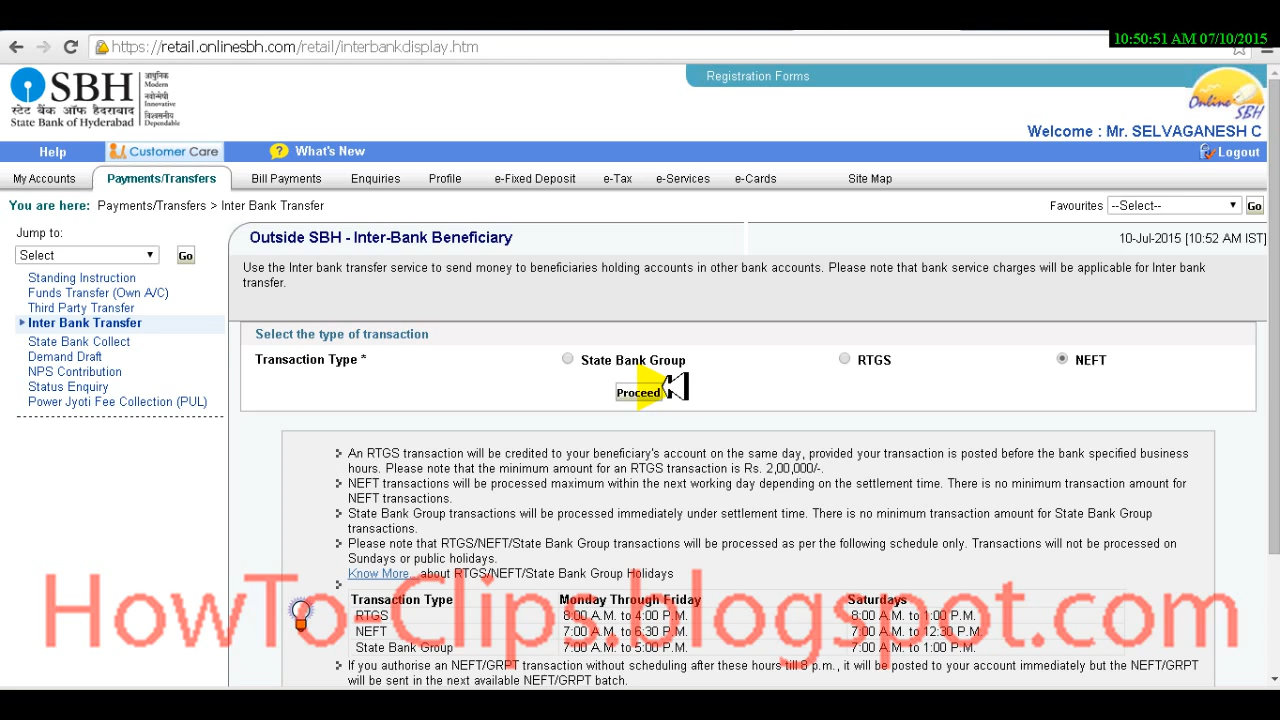 10:50:51 AM 07/10/2015
https://retail.onlinesbh.com/retail/interbankdisplay.htm
SBH
स्टेट बैंक ऑफ हैदराबाद
State Bank of Hyderabad
आधुनिक
Modern
नवोन्मेषी
Innovative
विश्वसनीय
Dependable
Registration Forms
Online SBH
Welcome : Mr. SELVAGANESH C
Help
Customer Care
? What's New
Logout
My Accounts Payments/Transfers Bill Payments Enquiries Profile e-Fixed Deposit e-Tax e-Services e-Cards Site Map
You are here: Payments/Transfers > Inter Bank Transfer
Favourites --Select-- Go
Jump to:
Select Go
Standing Instruction
Funds Transfer (Own A/C)
Third Party Transfer
Inter Bank Transfer
State Bank Collect
Demand Draft
NPS Contribution
Status Enquiry
Power Jyoti Fee Collection (PUL)
Outside SBH - Inter-Bank Beneficiary
10-Jul-2015 [10:52 AM IST]
Use the Inter bank transfer service to send money to beneficiaries holding accounts in other bank accounts. Please note that bank service charges will be applicable for Inter bank
transfer.
Select the type of transaction
Transaction Type * State Bank Group RTGS NEFT
Proceed
An RTGS transaction will be credited to your beneficiary's account on the same day, provided your transaction is posted before the bank specified business
hours. Please note that the minimum amount for an RTGS transaction is Rs. 2,00,000/-.
NEFT transactions will be processed maximum within the next working day depending on the settlement time. There is no minimum transaction amount for
NEFT transactions.
State Bank Group transactions will be processed immediately under settlement time. There is no minimum transaction amount for State Bank Group
transactions.
Please note that RTGS/NEFT/State Bank Group transactions will be processed as per the following schedule only. Transactions will not be processed on
Sundays or public holidays.
Know More.. about RTGS/NEFT/State Bank Group Holidays
Transaction Type Monday Through Friday Saturdays
RTGS 8:00 A.M. to 4:00 P.M. 8:00 A.M. to 1:00 P.M.
NEFT 7:00 A.M. to 6:30 P.M. 7:00 A.M. to 12:30 P.M.
State Bank Group 7:00 A.M. to 5:00 P.M. 7:00 A.M. to 1:00 P.M.
If you authorise an NEFT/GRPT transaction without scheduling after these hours till 8 p.m., it will be posted to your account immediately but the NEFT/GRPT
will be sent in the next available NEFT/GRPT batch.
HowTo-Clips.blogspot.com